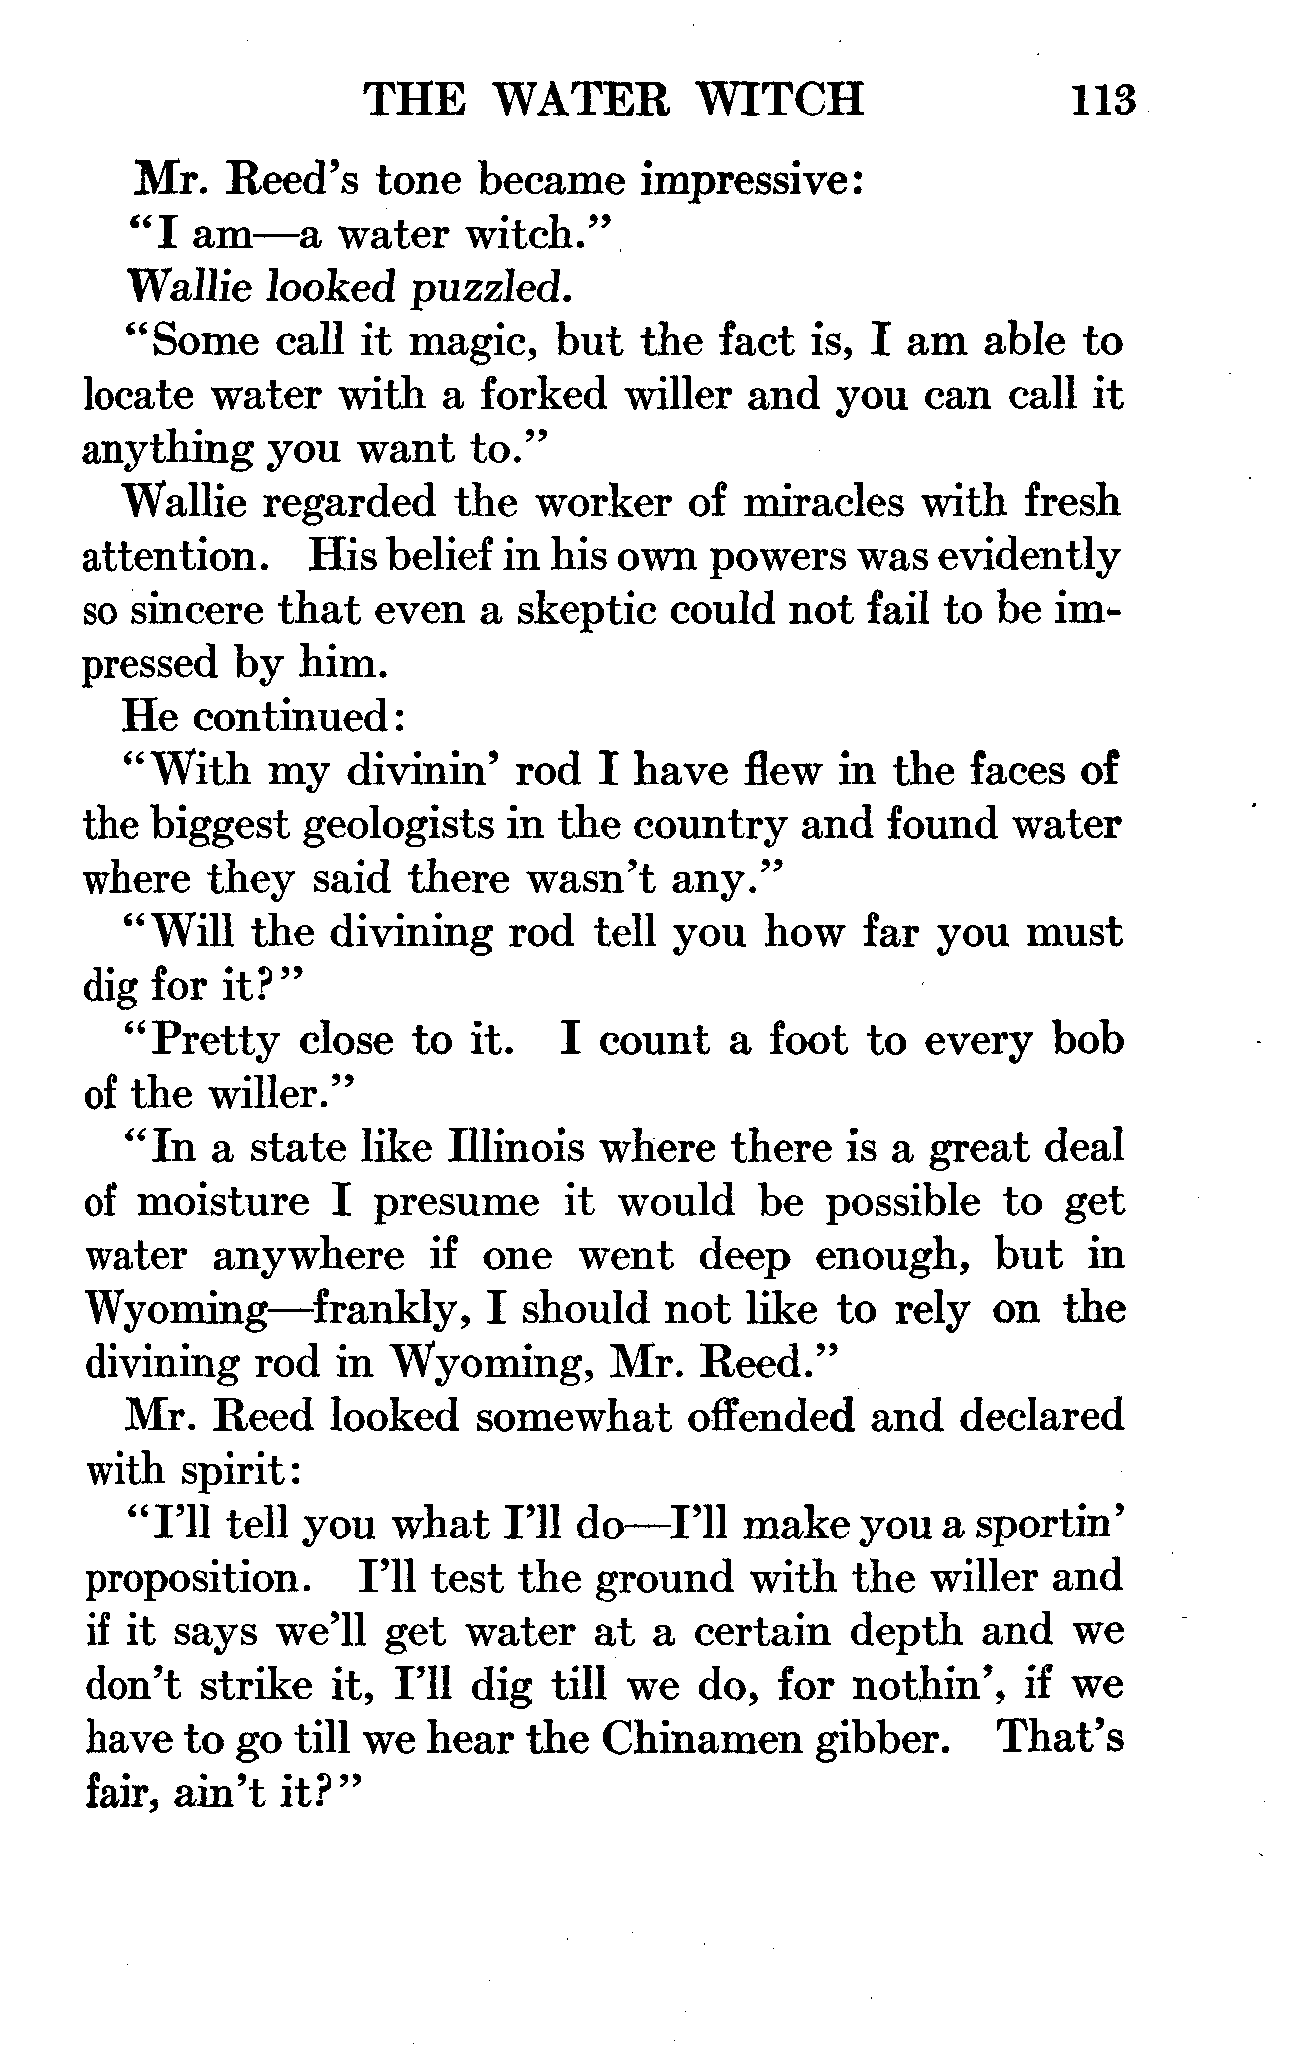 THE WATER WITCH 113
Mr. Reed's tone became impressive:
"I am—a water witch."
Wallie looked puzzled.
"Some call it magic, but the fact is, I am able to
locate water with a forked willer and you can call it
anything you want to."
Wallie regarded the worker of miracles with fresh
attention. His belief in his own powers was evidently
so sincere that even a skeptic could not fail to be im-
pressed by him.
He continued:
"With my divinin' rod I have flew in the faces of
the biggest geologists in the country and found water
where they said there wasn't any."
"Will the divining rod tell you how far you must
dig for it?"
"Pretty close to it. I count a foot to every bob
of the willer."
"In a state like Illinois where there is a great deal
of moisture I presume it would be possible to get
water anywhere if one went deep enough, but in
Wyoming—frankly, I should not like to rely on the
divining rod in Wyoming, Mr. Reed."
Mr. Reed looked somewhat offended and declared
with spirit:
"I'll tell you what I'll do—I'll make you a sportin'
proposition. I'll test the ground with the willer and
if it says we'll get water at a certain depth and we
don't strike it, I'll dig till we do, for nothin', if we
have to go till we hear the Chinamen gibber. That's
fair, ain't it?"